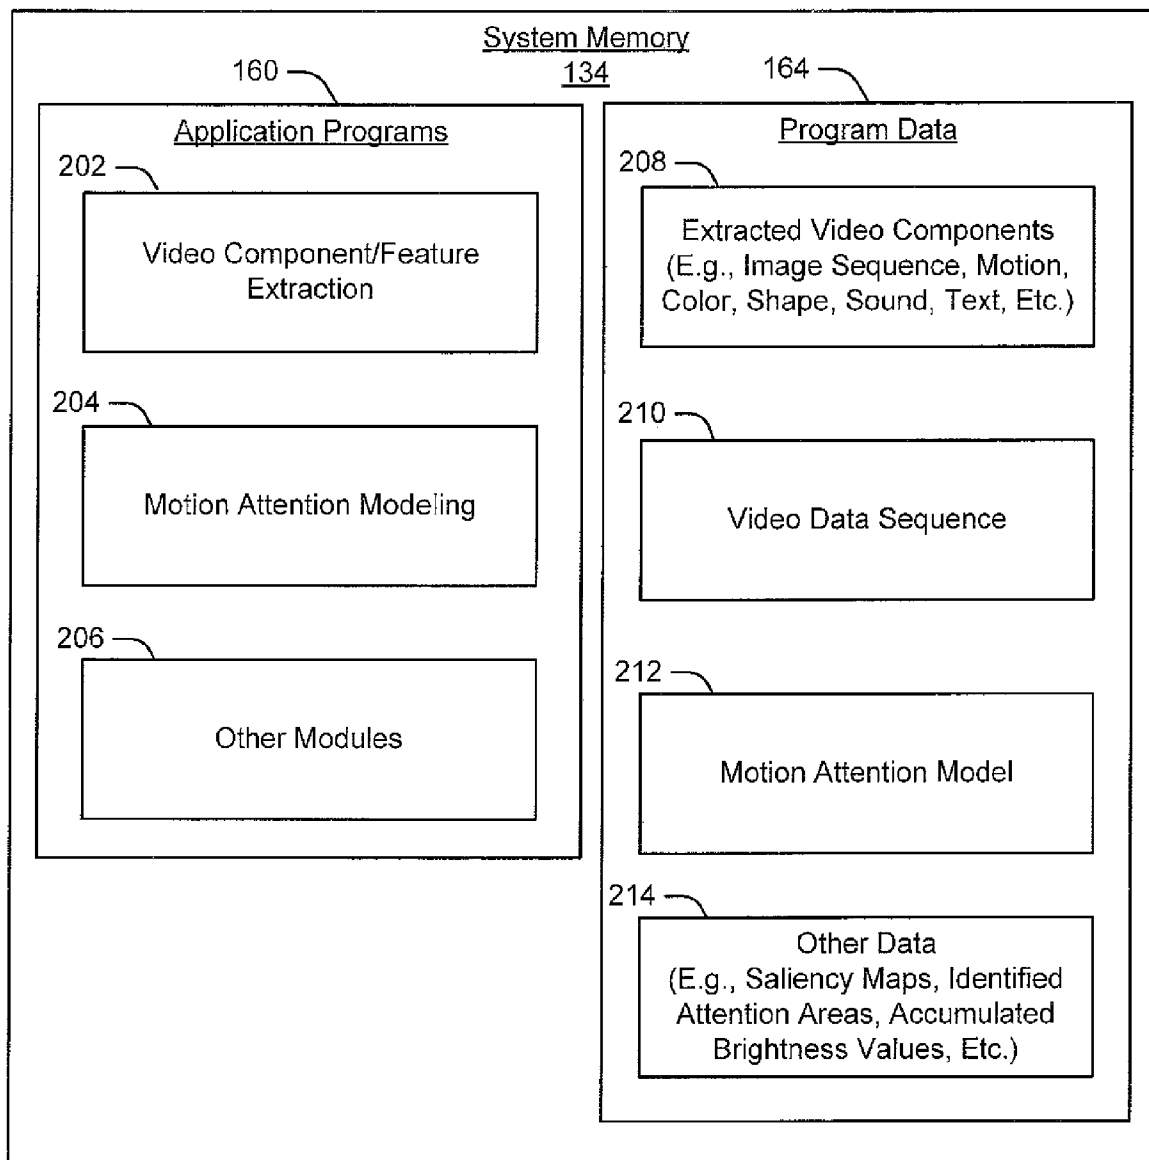 System Memory
134
160
Application Programs
202
Video Component/Feature
Extraction
204
Motion Attention Modeling
206
Other Modules
164
Program Data
208
Extracted Video Components
(E.g., Image Sequence, Motion,
Color, Shape, Sound, Text, Etc.)
210
Video Data Sequence
212
Motion Attention Model
214
Other Data
(E.g., Saliency Maps, Identified
Attention Areas, Accumulated
Brightness Values, Etc.)